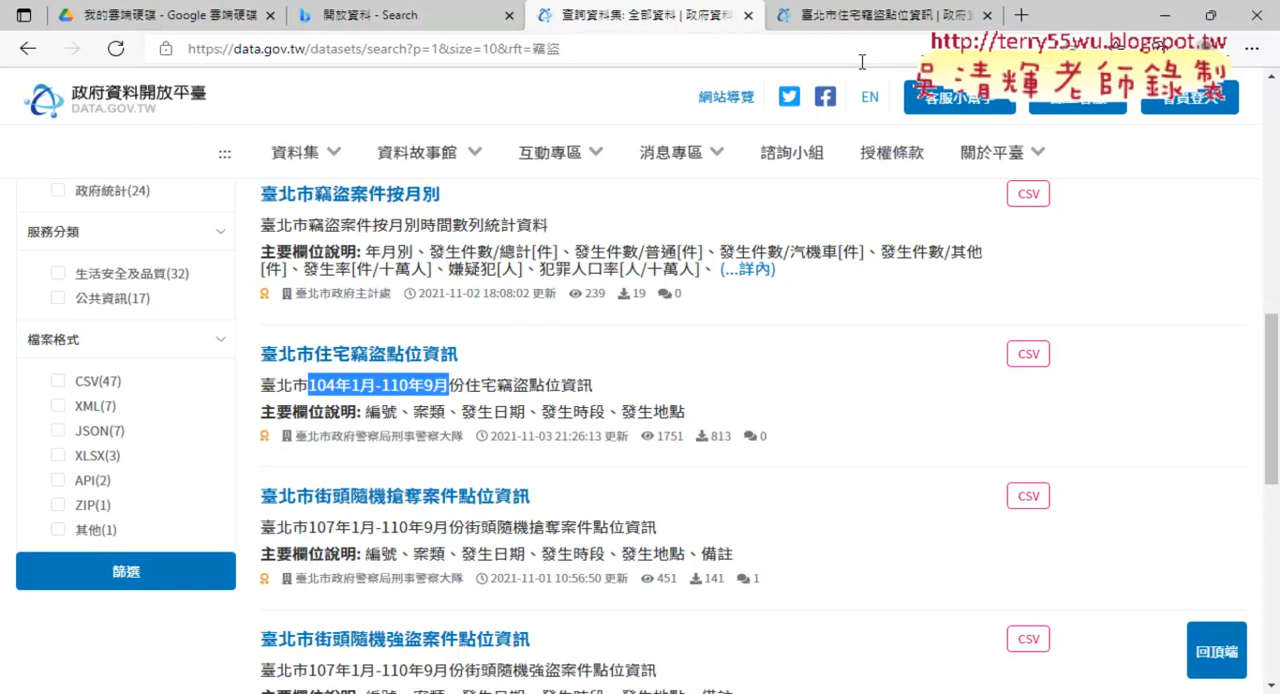 我的雲端硬碟 - Google 雲端硬碟
開放資料 - Search
查詢資料集: 全部資料 | 政府資料
臺北市住宅竊盜點位資訊 | 政府
https://data.gov.tw/datasets/search?p=1&size=10&rft=竊盜
http://terry55wu.blogspot.tw
吳清輝老師錄製
政府資料開放平臺
DATA.GOV.TW
網站導覽
EN
客服小幫手
會員登入
資料集
資料故事館
互動專區
消息專區
諮詢小組
授權條款
關於平臺
政府統計(24)
服務分類
生活安全及品質(32)
公共資訊(17)
檔案格式
CSV(47)
XML(7)
JSON(7)
XLSX(3)
API(2)
ZIP(1)
其他(1)
篩選
臺北市竊盜案件按月別
CSV
臺北市竊盜案件按月別時間數列統計資料
主要欄位說明: 年月別、發生件數/總計[件]、發生件數/普通[件]、發生件數/汽機車[件]、發生件數/其他
[件]、發生率[件/十萬人]、嫌疑犯[人]、犯罪人口率[人/十萬人]、 (...詳內)
臺北市政府主計處 2021-11-02 18:08:02 更新 239 19 0
臺北市住宅竊盜點位資訊
CSV
臺北市104年1月-110年9月份住宅竊盜點位資訊
主要欄位說明: 編號、案類、發生日期、發生時段、發生地點
臺北市政府警察局刑事警察大隊 2021-11-03 21:26:13 更新 1751 813 0
臺北市街頭隨機搶奪案件點位資訊
CSV
臺北市107年1月-110年9月份街頭隨機搶奪案件點位資訊
主要欄位說明: 編號、案類、發生日期、發生時段、發生地點、備註
臺北市政府警察局刑事警察大隊 2021-11-01 10:56:50 更新 451 141 1
臺北市街頭隨機強盜案件點位資訊
CSV
臺北市107年1月-110年9月份街頭隨機強盜案件點位資訊
回頂端